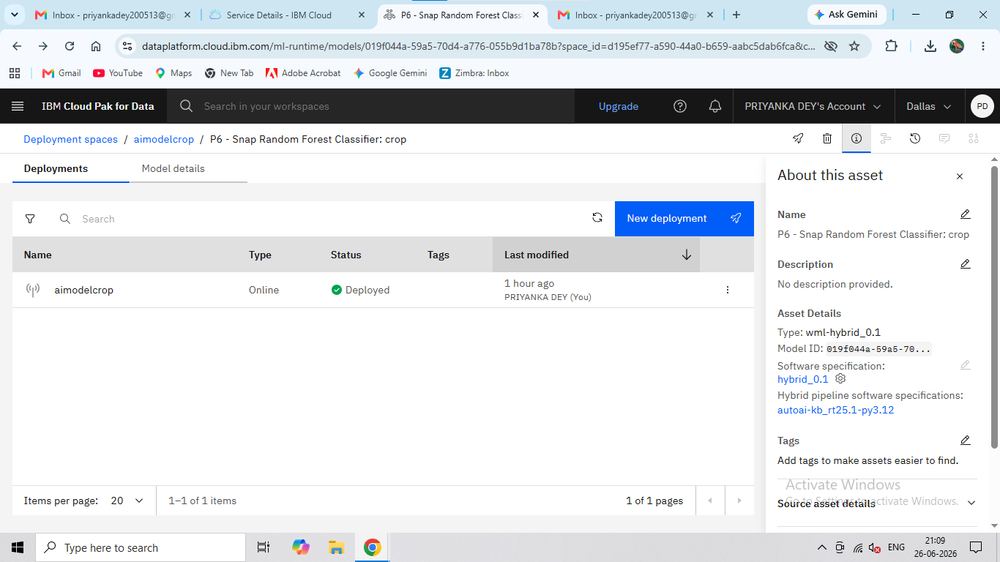 Inbox - priyankadey200513@gr
Service Details - IBM Cloud
P6 - Snap Random Forest Classi
Inbox - priyankadey200513@gr
Ask Gemini
dataplatform.cloud.ibm.com/ml-runtime/models/019f044a-59a5-70d4-a776-055b9d1ba78b?space_id=d195ef77-a590-44a0-b659-aabc5dab6fca&c...
Gmail
YouTube
Maps
New Tab
Adobe Acrobat
Google Gemini
Zimbra: Inbox
IBM Cloud Pak for Data
Search in your workspaces
Upgrade
PRIYANKA DEY's Account
Dallas
PD
Deployment spaces / aimodelcrop / P6 - Snap Random Forest Classifier: crop
Deployments
Model details
Search
New deployment
Name
Type
Status
Tags
Last modified
aimodelcrop
Online
Deployed
1 hour ago
PRIYANKA DEY (You)
Items per page: 20
1–1 of 1 items
1 of 1 pages
About this asset
Name
P6 - Snap Random Forest Classifier: crop
Description
No description provided.
Asset Details
Type: wml-hybrid_0.1
Model ID: 019f044a-59a5-70...
Software specification:
hybrid_0.1
Hybrid pipeline software specifications:
autoai-kb_rt25.1-py3.12
Tags
Add tags to make assets easier to find.
Activate Windows
Go to Settings to activate Windows.
Source asset details
Type here to search
ENG
21:09
26-06-2026